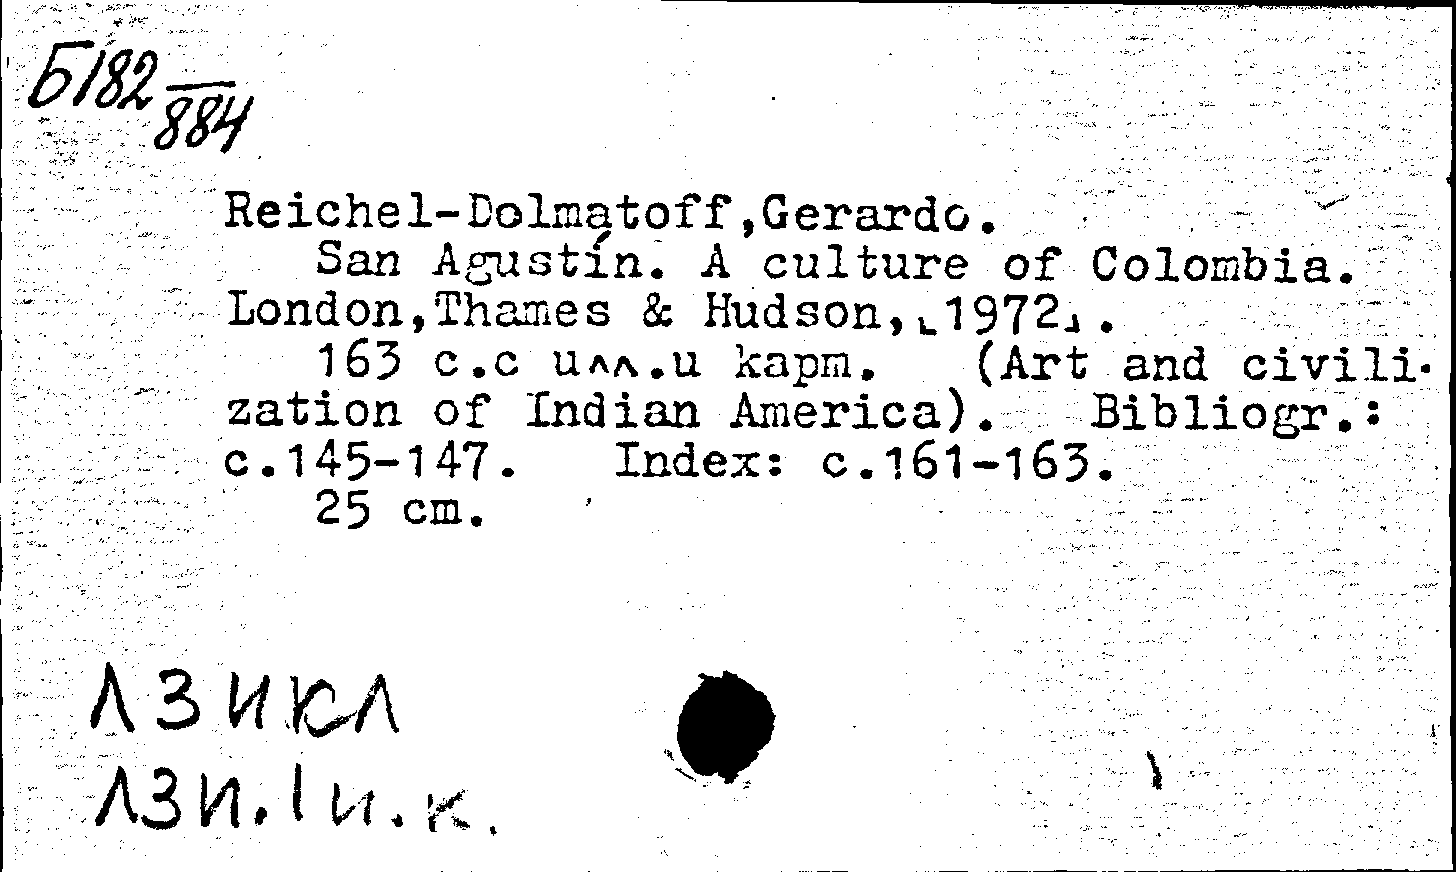 Б182
884
Reichel-Dolmatoff,Gerardo.
San Agustín. A culture of Colombia.
London,Thames & Hudson,⌞1972⌟.
163 с.с илл.и карт. (Art and civili-
zation of Indian America). Bibliogr.:
с.145-147. Index: с.161-163.
25 cm.
ЛЗИКЛ
ЛЗИ.1и.к.